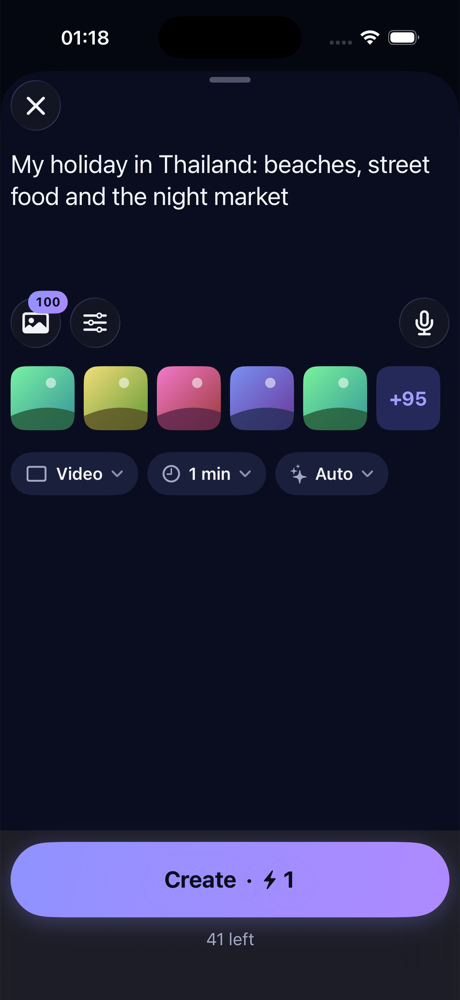 01:18
My holiday in Thailand: beaches, street
food and the night market
100
+95
Video
1 min
Auto
Create · 1
41 left